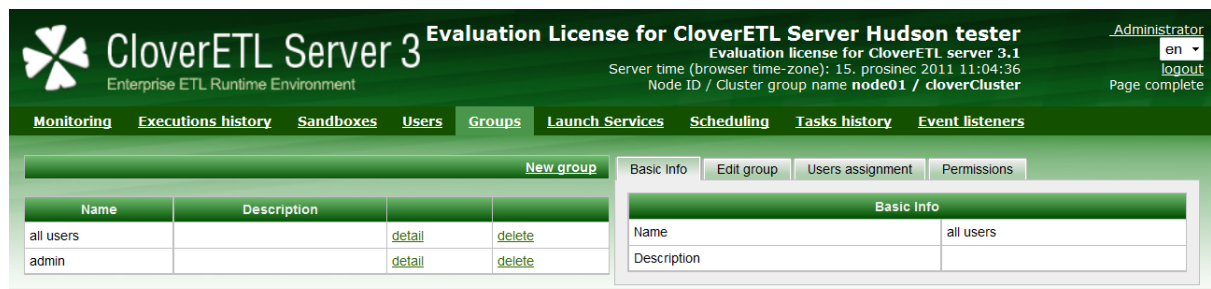 CloverETL Server 3
Enterprise ETL Runtime Environment
Evaluation License for CloverETL Server Hudson tester
Evaluation license for CloverETL server 3.1
Server time (browser time-zone): 15. prosinec 2011 11:04:36
Node ID / Cluster group name node01 / cloverCluster
Administrator
en
logout
Page complete
Monitoring Executions history Sandboxes Users Groups Launch Services Scheduling Tasks history Event listeners
New group
Name Description
all users detail delete
admin detail delete
Basic Info Edit group Users assignment Permissions
Basic Info
Name all users
Description